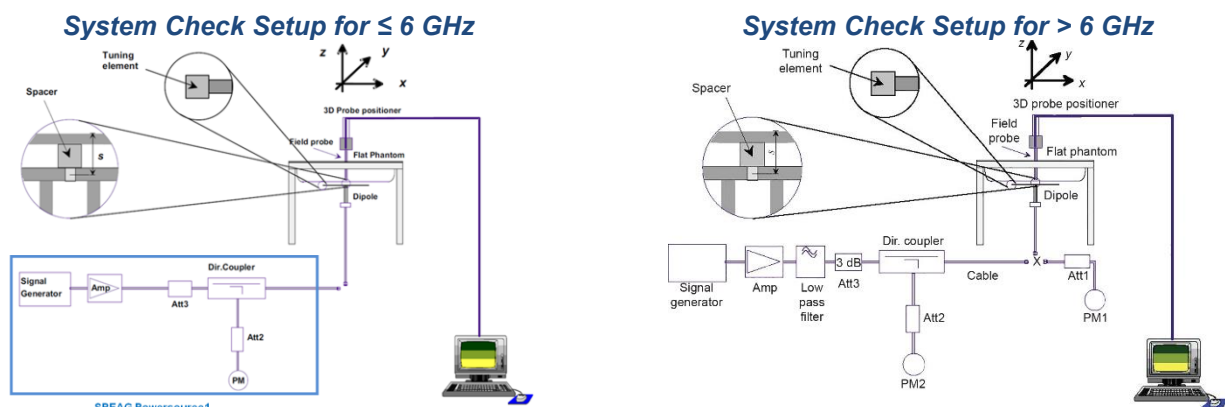 System Check Setup for ≤ 6 GHz
z
y
x
Tuning
element
Spacer
s
3D Probe positioner
Field probe
Flat Phantom
Dipole
Signal
Generator
Amp
Att3
Dir.Coupler
Att2
PM
SPEAG Powersource1
System Check Setup for > 6 GHz
z
y
x
Tuning
element
Spacer
s
3D probe positioner
Field
probe
Flat phantom
Dipole
Signal
generator
Amp
Low
pass
filter
3 dB
Att3
Dir. coupler
Cable
X
Att1
PM1
Att2
PM2